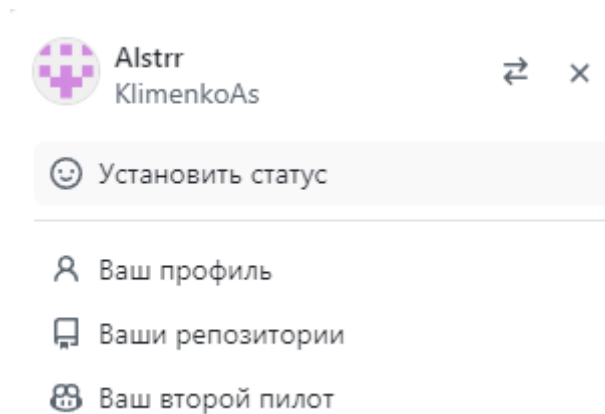 Alstrr
KlimenkoAs
Установить статус
Ваш профиль
Ваши репозитории
Ваш второй пилот